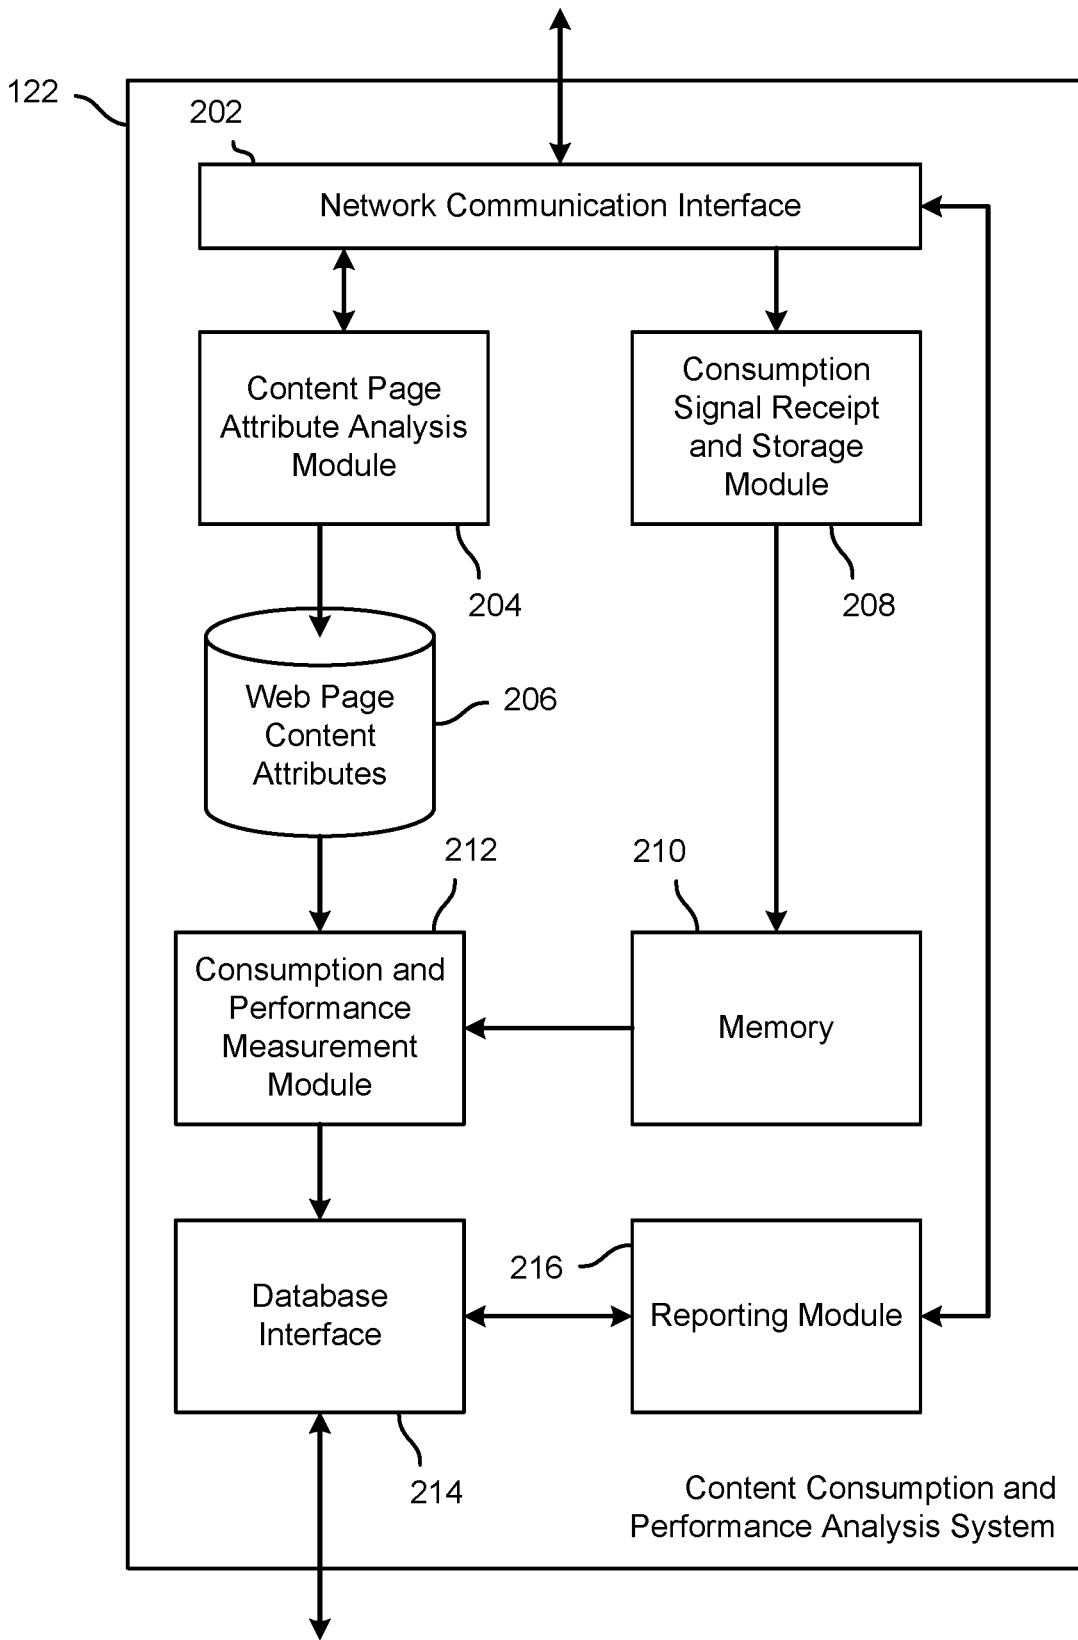 122
202
Network Communication Interface
Content Page
Attribute Analysis
Module
Consumption
Signal Receipt
and Storage
Module
204
208
Web Page
Content
Attributes
206
212
210
Consumption and
Performance
Measurement
Module
Memory
Database
Interface
216
Reporting Module
214
Content Consumption and
Performance Analysis System